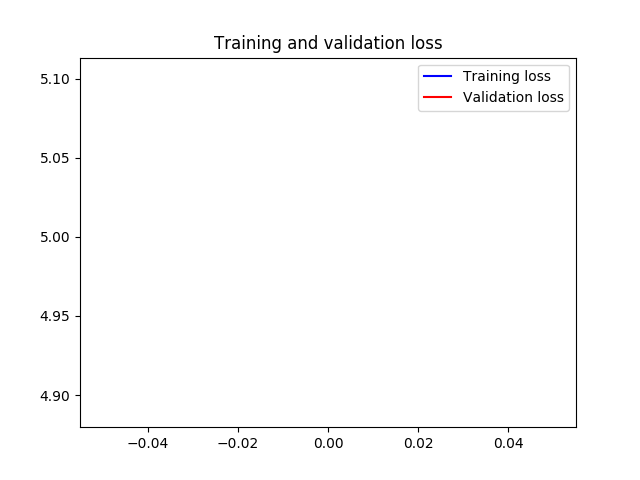 Training and validation loss
Training loss
Validation loss
5.10
5.05
5.00
4.95
4.90
−0.04 −0.02 0.00 0.02 0.04